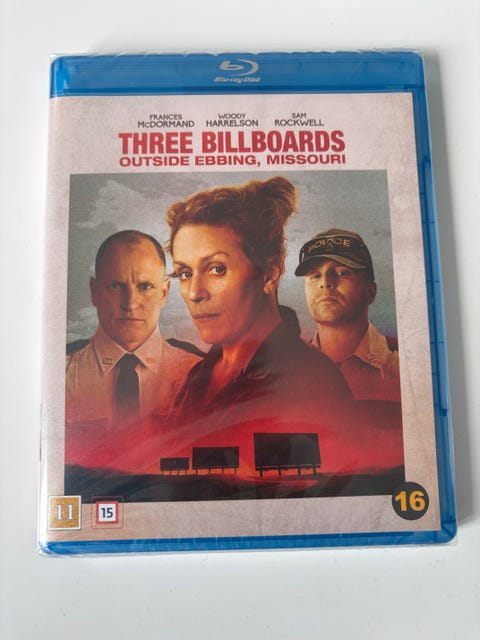 Blu-ray Disc
FRANCES McDORMAND
WOODY HARRELSON
SAM ROCKWELL
THREE BILLBOARDS
OUTSIDE EBBING, MISSOURI
POLICE
11
15
16